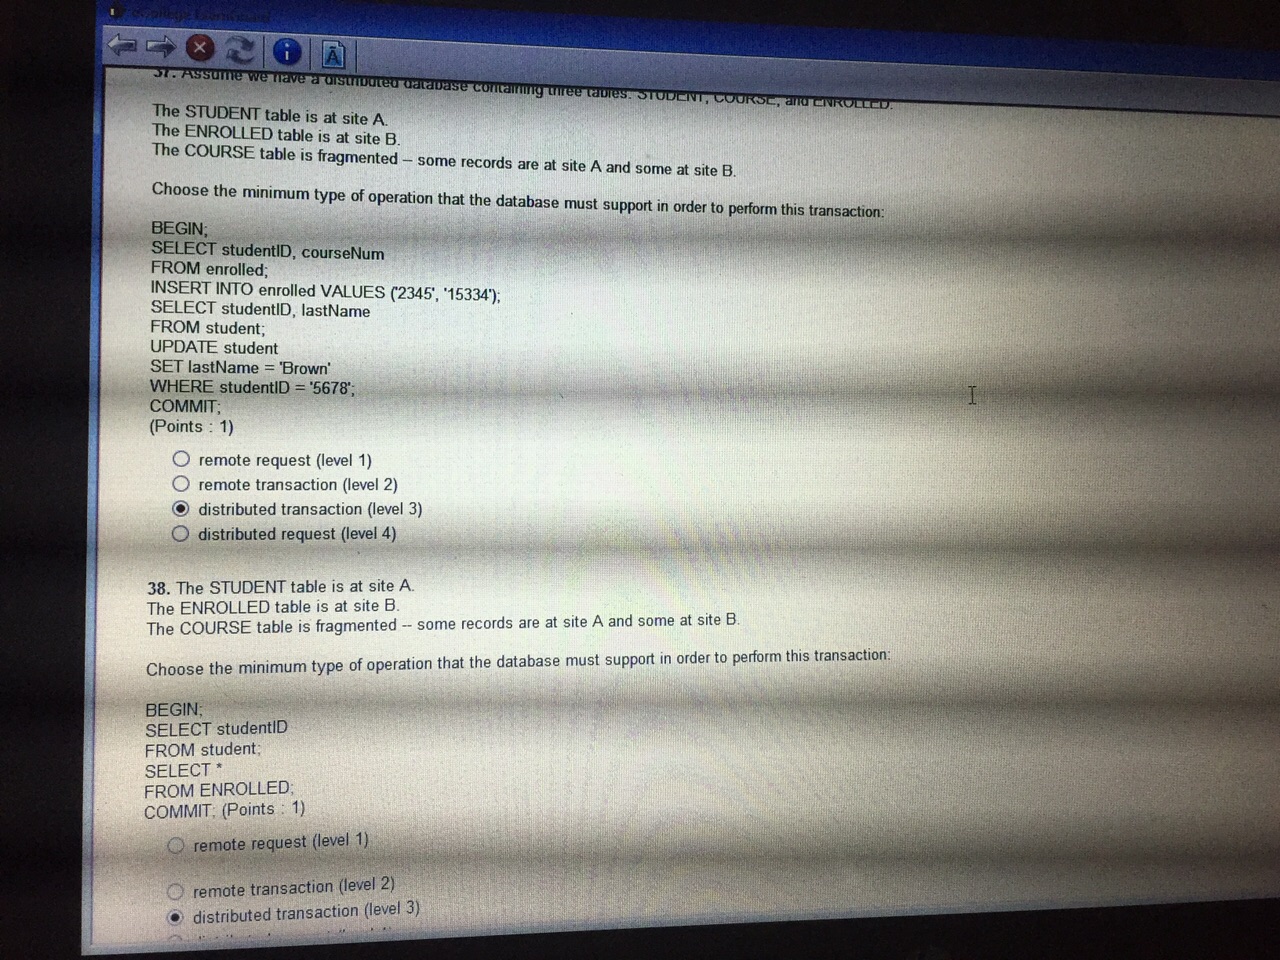 37. Assume we have a distributed database containing three tables: STUDENT, COURSE, and ENROLLED.
The STUDENT table is at site A.
The ENROLLED table is at site B.
The COURSE table is fragmented -- some records are at site A and some at site B.
Choose the minimum type of operation that the database must support in order to perform this transaction:
BEGIN;
SELECT studentID, courseNum
FROM enrolled;
INSERT INTO enrolled VALUES ('2345', '15334');
SELECT studentID, lastName
FROM student;
UPDATE student
SET lastName = 'Brown'
WHERE studentID = '5678';
COMMIT;
(Points : 1)
remote request (level 1)
remote transaction (level 2)
distributed transaction (level 3)
distributed request (level 4)
38. The STUDENT table is at site A.
The ENROLLED table is at site B.
The COURSE table is fragmented -- some records are at site A and some at site B.
Choose the minimum type of operation that the database must support in order to perform this transaction:
BEGIN;
SELECT studentID
FROM student;
SELECT *
FROM ENROLLED;
COMMIT; (Points : 1)
remote request (level 1)
remote transaction (level 2)
distributed transaction (level 3)